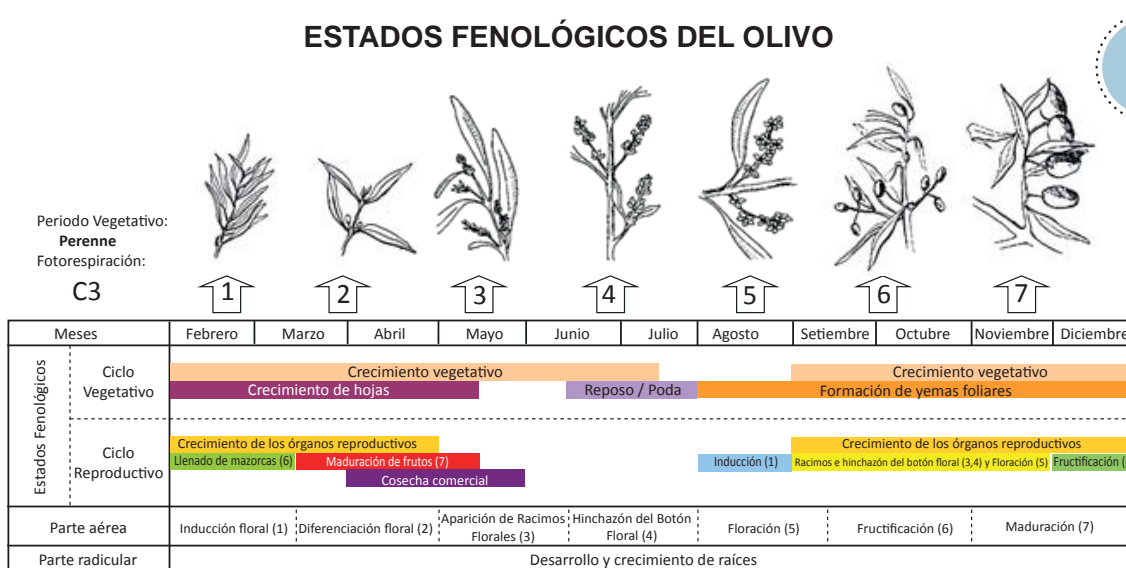 ESTADOS FENOLÓGICOS DEL OLIVO
Periodo Vegetativo:
Perenne
Fotorespiración:
C3
1 2 3 4 5 6 7
Meses Febrero Marzo Abril Mayo Junio Julio Agosto Setiembre Octubre Noviembre Diciembre
Estados Fenológicos
Ciclo
Vegetativo
Crecimiento vegetativo Crecimiento vegetativo
Crecimiento de hojas Reposo / Poda Formación de yemas foliares
Ciclo
Reproductivo
Crecimiento de los órganos reproductivos Crecimiento de los órganos reproductivos
Llenado de mazorcas (6) Maduración de frutos (7) Inducción (1) Racimos e hinchazón del botón floral (3,4) y Floración (5) Fructificación (
Cosecha comercial
Parte aérea Inducción floral (1) Diferenciación floral (2) Aparición de Racimos
Florales (3) Hinchazón del Botón
Floral (4) Floración (5) Fructificación (6) Maduración (7)
Parte radicular Desarrollo y crecimiento de raíces